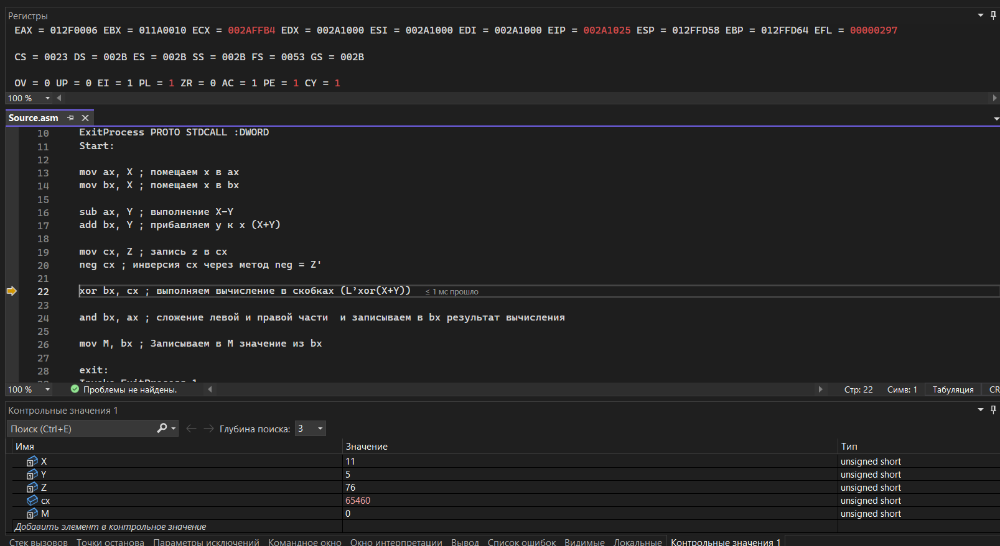 Регистры
EAX = 012F0006 EBX = 011A0010 ECX = 002AFFB4 EDX = 002A1000 ESI = 002A1000 EDI = 002A1000 EIP = 002A1025 ESP = 012FFD58 EBP = 012FFD64 EFL = 00000297
CS = 0023 DS = 002B ES = 002B SS = 002B FS = 0053 GS = 002B
OV = 0 UP = 0 EI = 1 PL = 1 ZR = 0 AC = 1 PE = 1 CY = 1
100 %
Source.asm
10 ExitProcess PROTO STDCALL :DWORD
11 Start:
12
13 mov ax, X ; помещаем x в ax
14 mov bx, X ; помещаем x в bx
15
16 sub ax, Y ; выполнение X-Y
17 add bx, Y ; прибавляем y к x (X+Y)
18
19 mov cx, Z ; запись z в cx
20 neg cx ; инверсия cx через метод neg = Z'
21
22 xor bx, cx ; выполняем вычисление в скобках (L’xor(X+Y)) ≤ 1 мс прошло
23
24 and bx, ax ; сложение левой и правой части  и записываем в bx результат вычисления
25
26 mov M, bx ; Записываем в M значение из bx
27
28 exit:
100 % Проблемы не найдены. Стр: 22 Симв: 1 Табуляция CR
Контрольные значения 1
Поиск (Ctrl+E) Глубина поиска: 3
Имя Значение Тип
X 11 unsigned short
Y 5 unsigned short
Z 76 unsigned short
cx 65460 unsigned short
M 0 unsigned short
Добавить элемент в контрольное значение
Стек вызовов Точки останова Параметры исключений Командное окно Окно интерпретации Вывод Список ошибок Видимые Локальные Контрольные значения 1